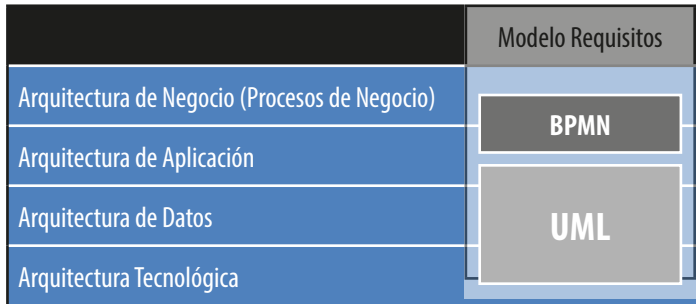 Modelo Requisitos
Arquitectura de Negocio (Procesos de Negocio)
BPMN
Arquitectura de Aplicación
Arquitectura de Datos
UML
Arquitectura Tecnológica